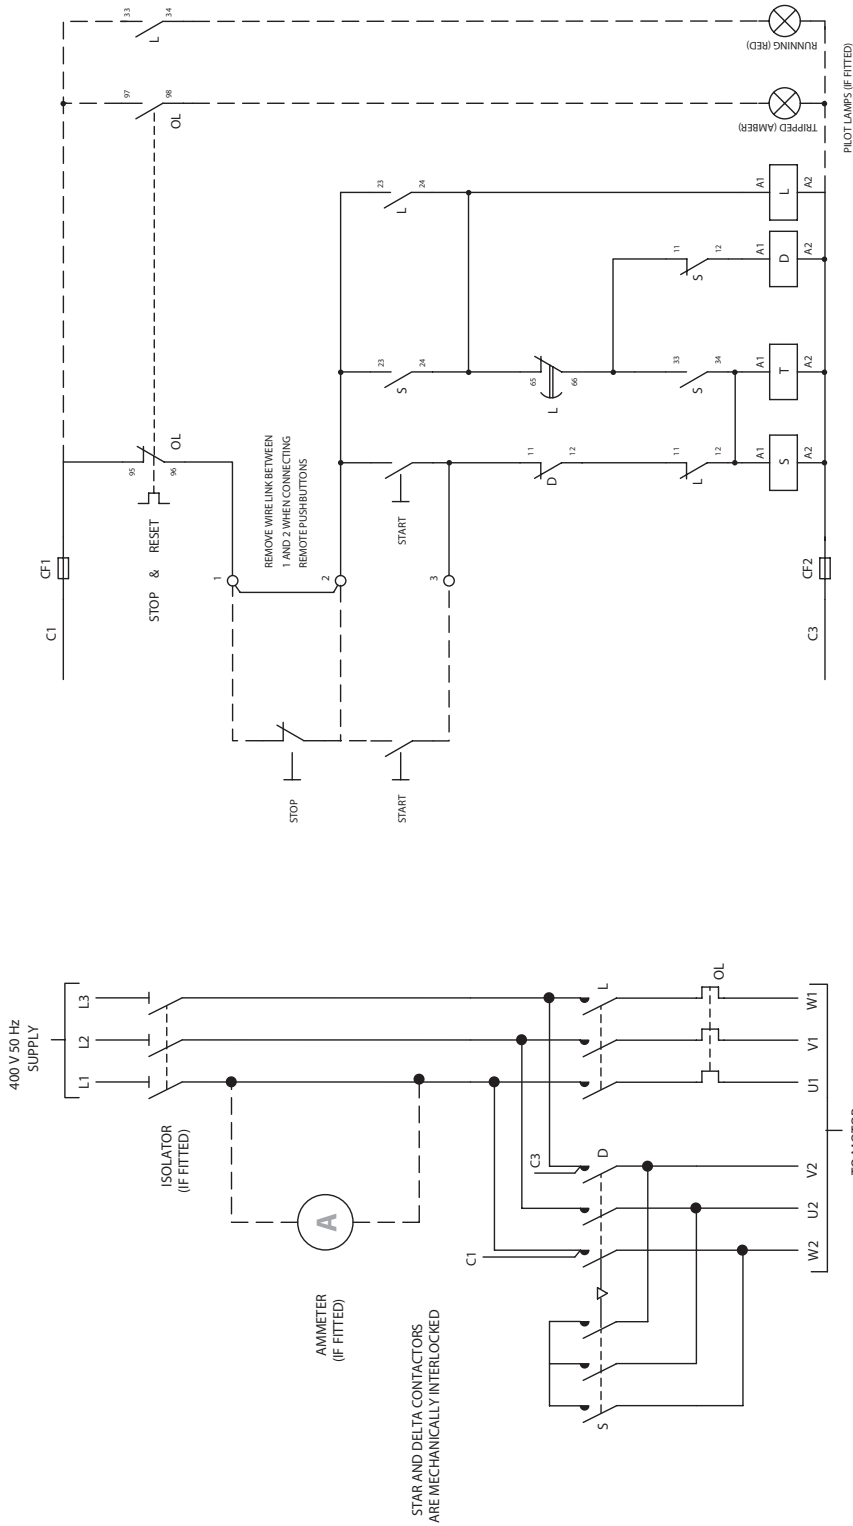 33
34
L
RUNNING (RED)
97
98
OL
TRIPPED (AMBER)
PILOT LAMPS (IF FITTED)
23
24
L
A1
L
A2
11
12
S
A1
D
A2
23
24
S
65
66
L
33
34
S
A1
T
A2
95
96
OL
STOP & RESET
REMOVE WIRE LINK BETWEEN
1 AND 2 WHEN CONNECTING
REMOTE PUSHBUTTONS
START
11
12
D
11
12
L
A1
S
A2
CF1
C1
1
2
3
CF2
C3
STOP
START
400 V 50 Hz
SUPPLY
L3
L2
L1
ISOLATOR
(IF FITTED)
A
AMMETER
(IF FITTED)
STAR AND DELTA CONTACTORS
ARE MECHANICALLY INTERLOCKED
L
OL
W1
V1
U1
C3
D
C1
V2
U2
W2
S
TO MOTOR